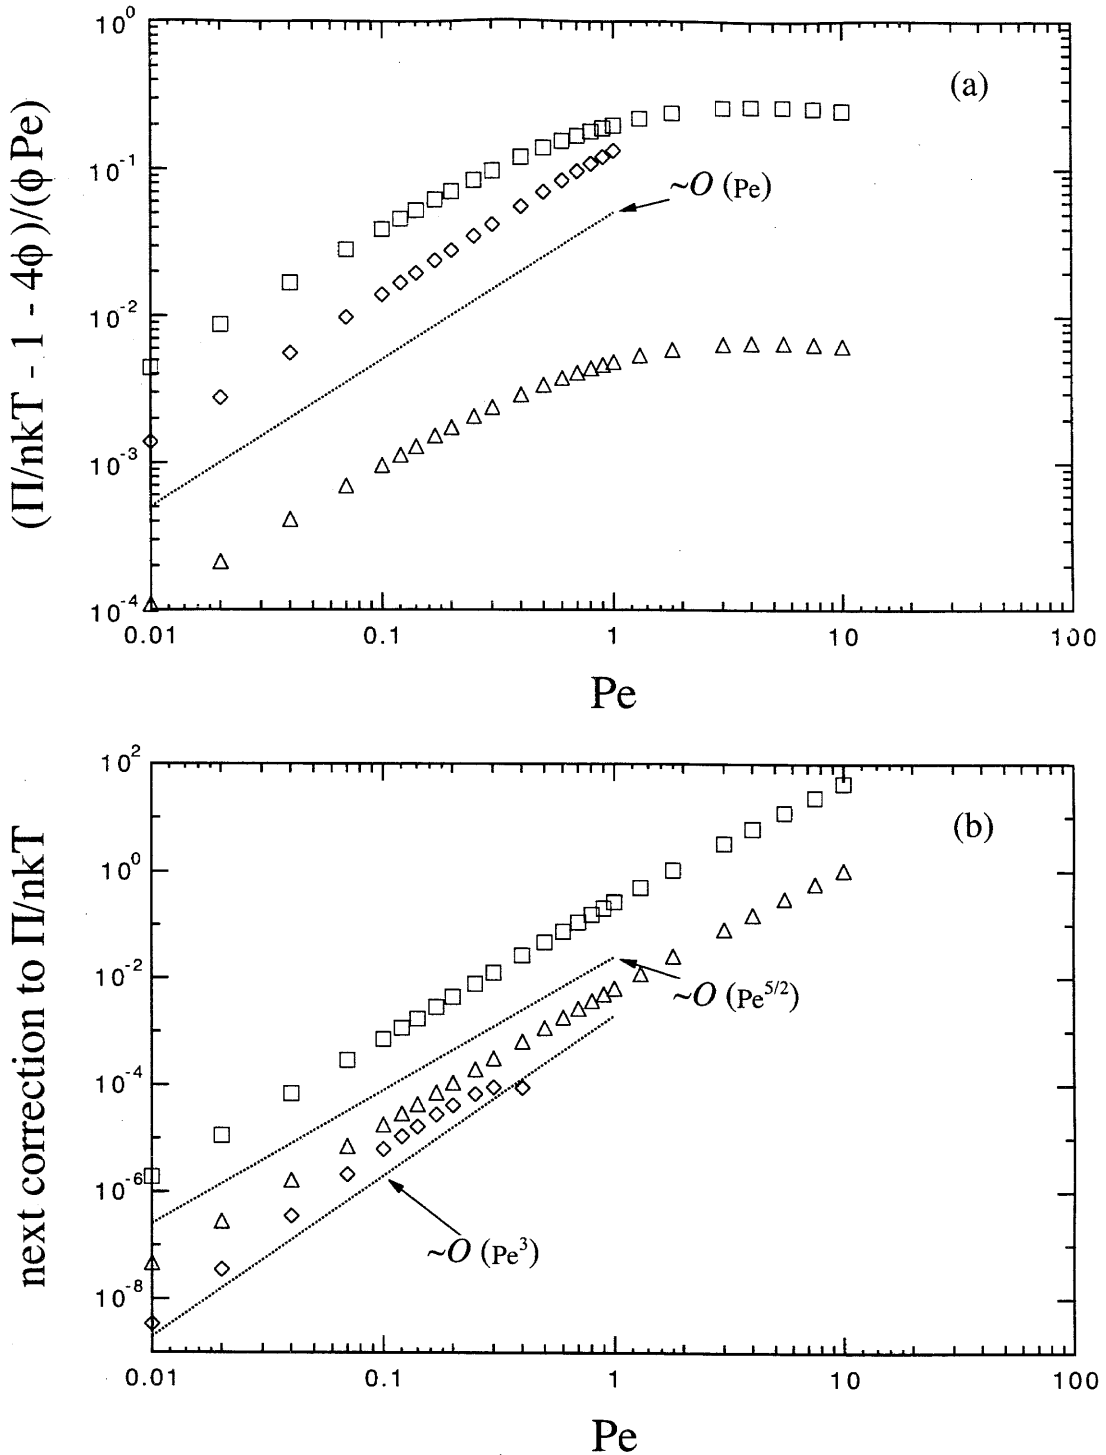 10^0
(a)
10^-1
~O (Pe)
10^-2
10^-3
10^-4
(Π/nkT - 1 - 4ϕ)/(ϕPe)
0.01 0.1 1 10 100
Pe
10^2
(b)
10^0
10^-2
~O (Pe^5/2)
10^-4
10^-6
~O (Pe^3)
10^-8
next correction to Π/nkT
0.01 0.1 1 10 100
Pe